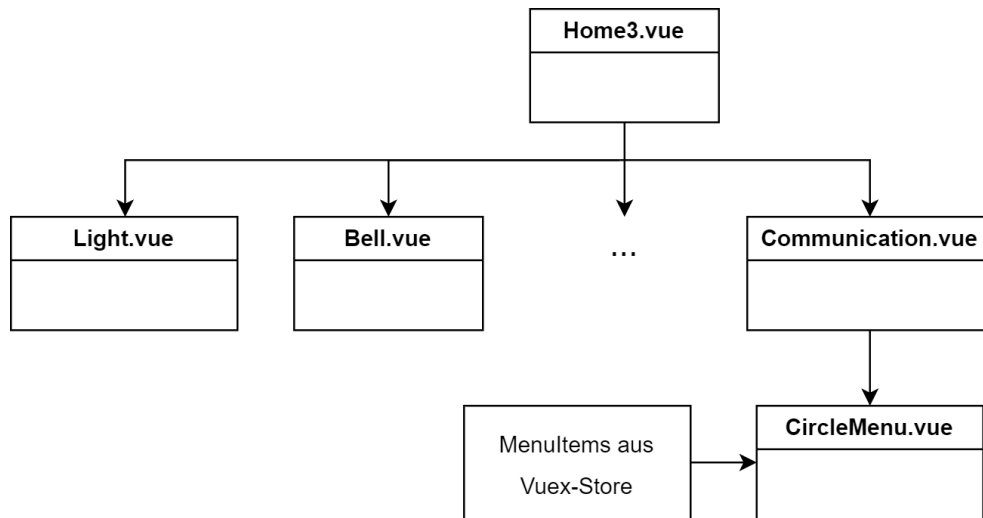 Home3.vue
Light.vue
Bell.vue
...
Communication.vue
MenuItems aus
Vuex-Store
CircleMenu.vue